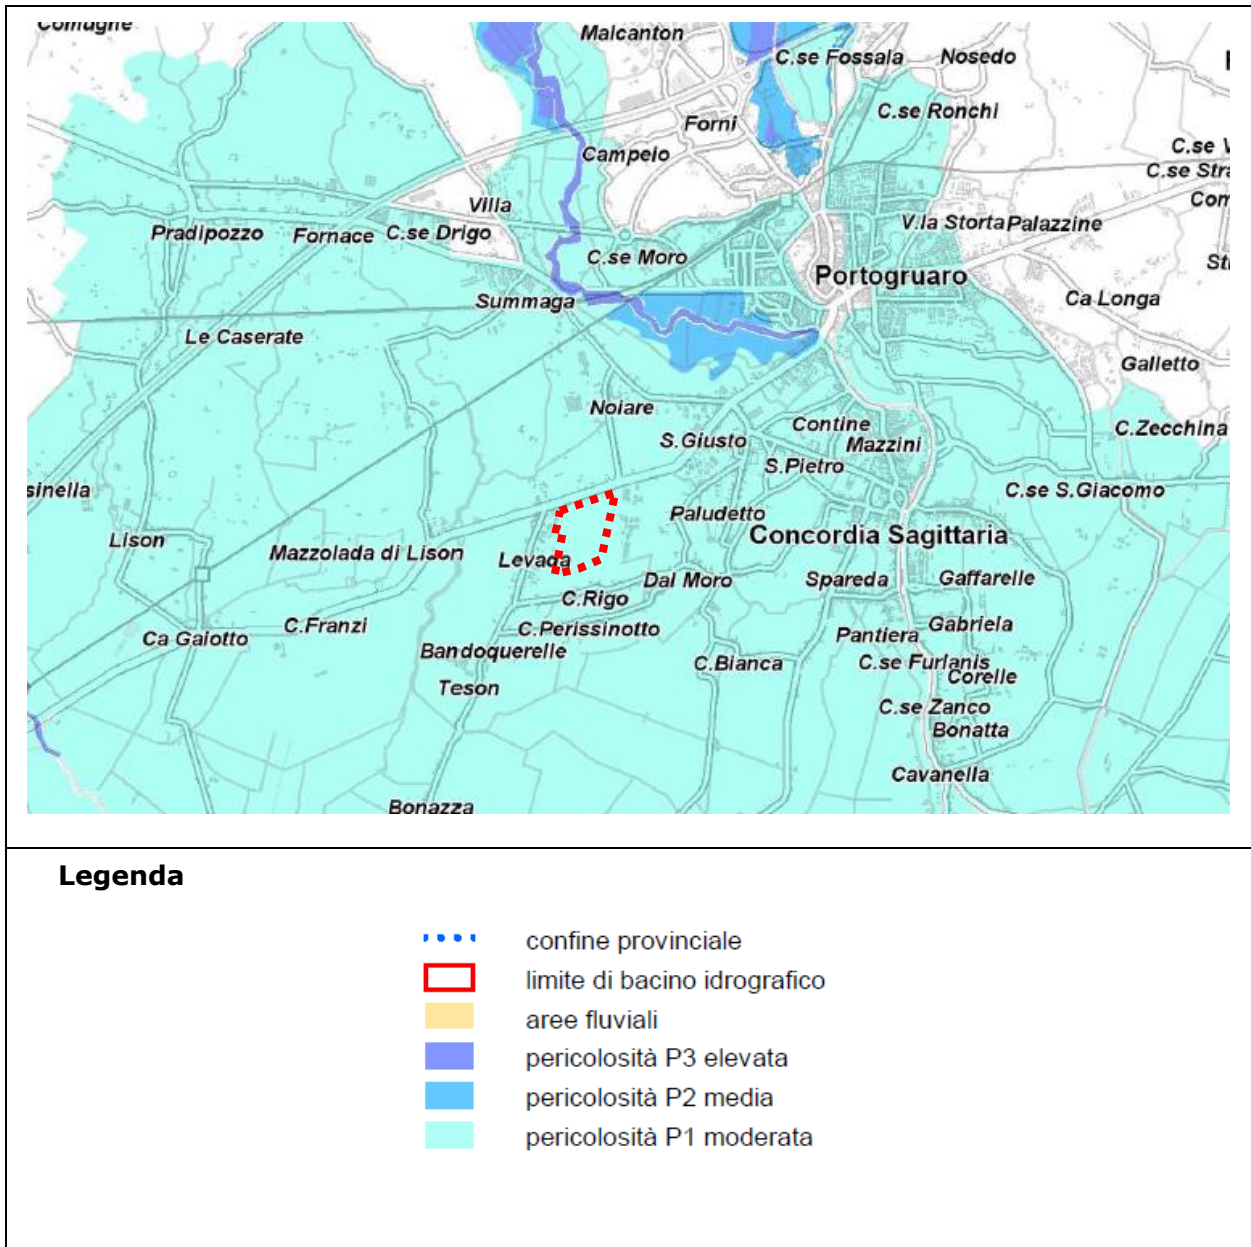 Comugne
Malcanton
C.se Fossala
Nosedo
Forni
C.se Ronchi
Campeio
Villa
Pradipozzo
Fornace
C.se Drigo
V.la Storta
Palazzine
C.se Moro
Portogruaro
Summaga
Ca Longa
Le Caserate
Galletto
Noiare
Contine
C.Zecchina
S.Giusto
Mazzini
S.Pietro
sinella
C.se S.Giacomo
Lison
Paludetto
Mazzolada di Lison
Concordia Sagittaria
Levada
Dal Moro
Spareda
Gaffarelle
C.Rigo
C.Franzi
Ca Gaiotto
C.Perissinotto
Gabriela
Pantiera
Bandoquerelle
C.Bianca
C.se Furlanis
Corelle
Teson
C.se Zanco
Bonatta
Cavanella
Bonazza
Legenda
confine provinciale
limite di bacino idrografico
aree fluviali
pericolosità P3 elevata
pericolosità P2 media
pericolosità P1 moderata